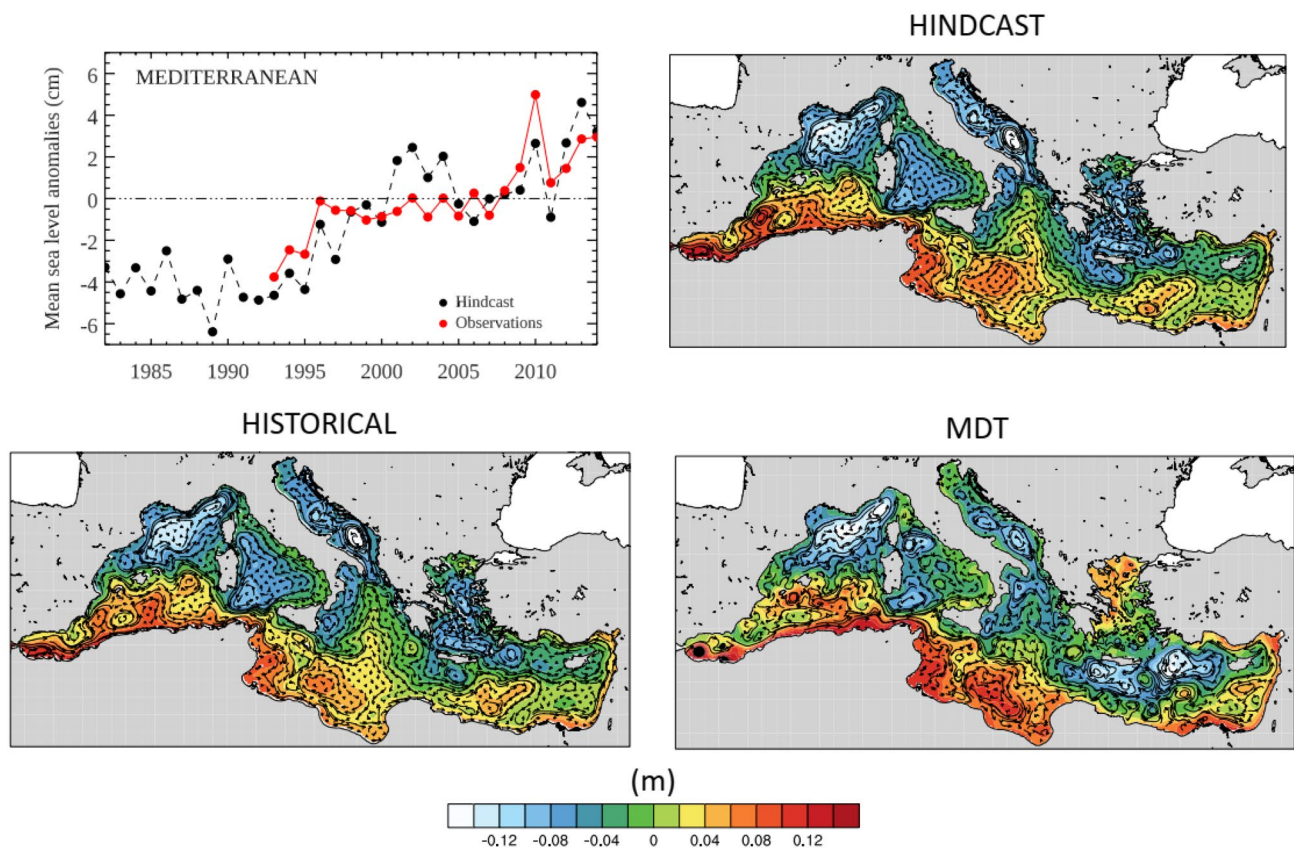 HINDCAST
MEDITERRANEAN
Mean sea level anomalies (cm)
6
4
2
0
-2
-4
-6
Hindcast
Observations
1985 1990 1995 2000 2005 2010
HISTORICAL
MDT
(m)
-0.12 -0.08 -0.04 0 0.04 0.08 0.12